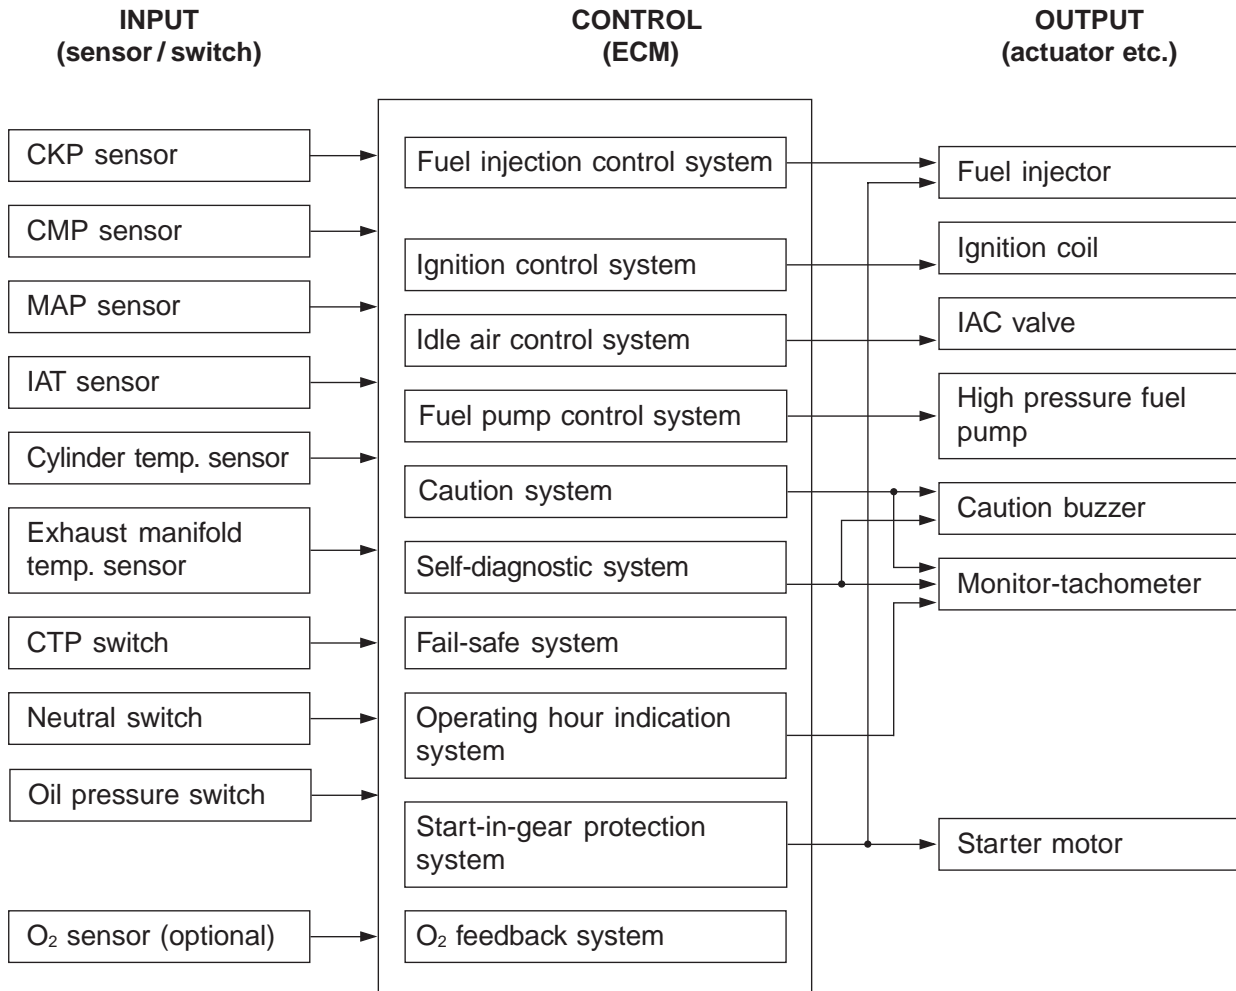 INPUT
(sensor / switch)
CONTROL
(ECM)
OUTPUT
(actuator etc.)
CKP sensor
CMP sensor
MAP sensor
IAT sensor
Cylinder temp. sensor
Exhaust manifold
temp. sensor
CTP switch
Neutral switch
Oil pressure switch
O₂ sensor (optional)
Fuel injection control system
Ignition control system
Idle air control system
Fuel pump control system
Caution system
Self-diagnostic system
Fail-safe system
Operating hour indication
system
Start-in-gear protection
system
O₂ feedback system
Fuel injector
Ignition coil
IAC valve
High pressure fuel
pump
Caution buzzer
Monitor-tachometer
Starter motor